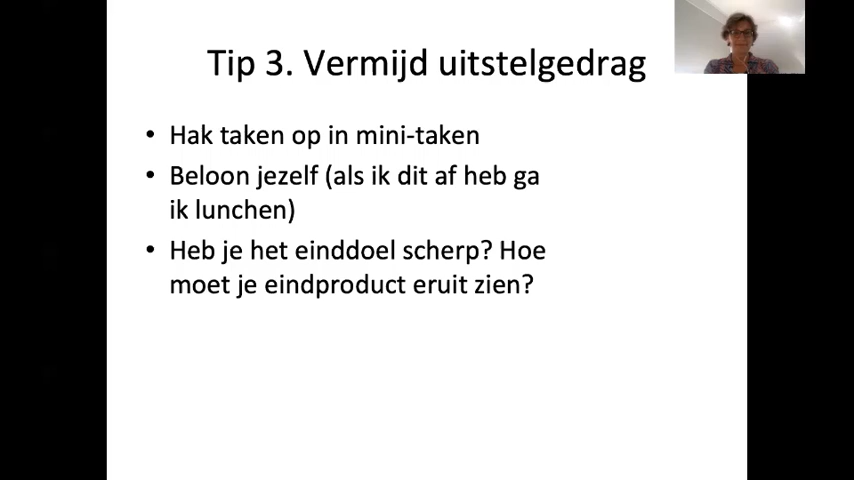 Tip 3. Vermijd uitstelgedrag
• Hak taken op in mini-taken
• Beloon jezelf (als ik dit af heb ga
ik lunchen)
• Heb je het einddoel scherp? Hoe
moet je eindproduct eruit zien?